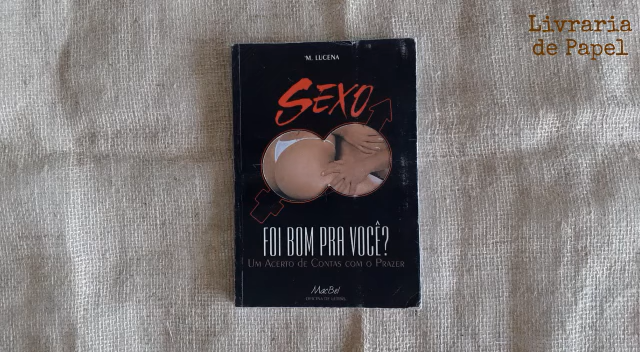 Livraria
de Papel
M. LUCENA
SEXO
FOI BOM PRA VOCÊ?
UM ACERTO DE CONTAS COM O PRAZER
MacBel